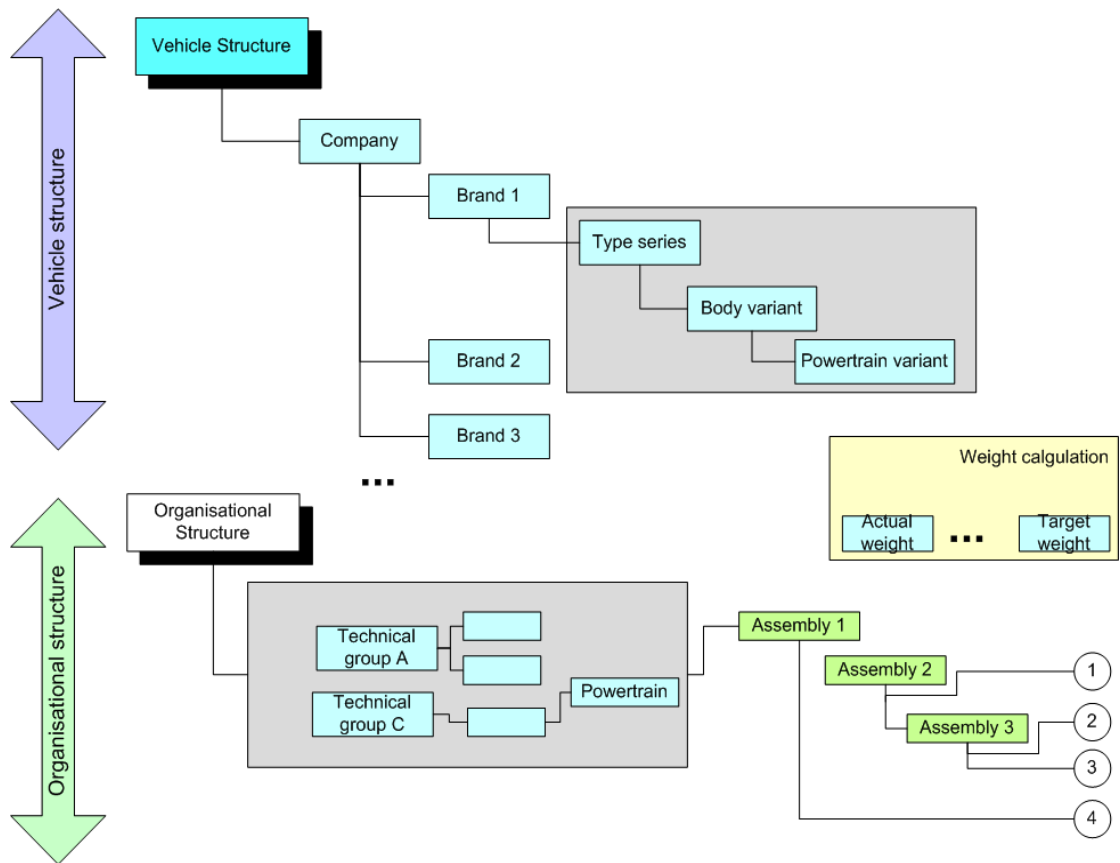 Vehicle Structure
Company
Brand 1
Type series
Body variant
Brand 2
Powertrain variant
Brand 3
...
Vehicle structure
Weight calgulation
Actual
weight
...
Target
weight
Organisational
Structure
Organisational structure
Technical
group A
Technical
group C
Powertrain
Assembly 1
Assembly 2
Assembly 3
1
2
3
4